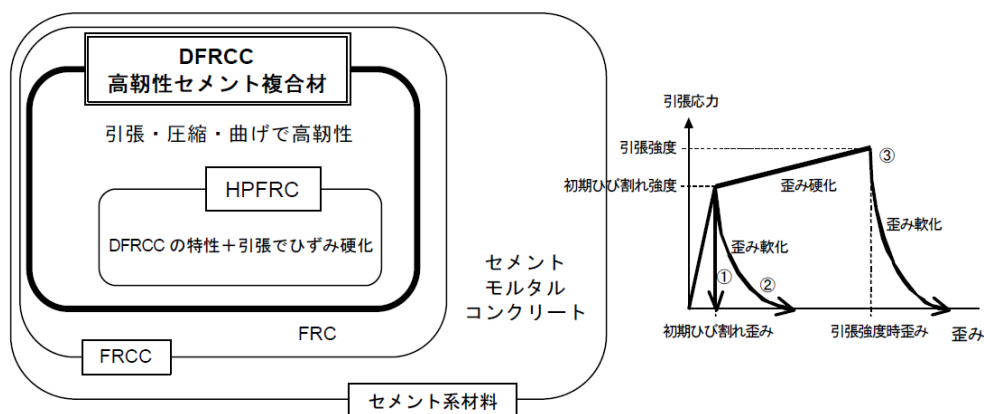 DFRCC
高靭性セメント複合材
引張・圧縮・曲げで高靭性
HPFRC
DFRCCの特性＋引張でひずみ硬化
セメント
モルタル
コンクリート
FRC
FRCC
セメント系材料
引張応力
引張強度
③
初期ひび割れ強度
歪み硬化
歪み軟化
歪み軟化
①
②
初期ひび割れ歪み
引張強度時歪み
歪み